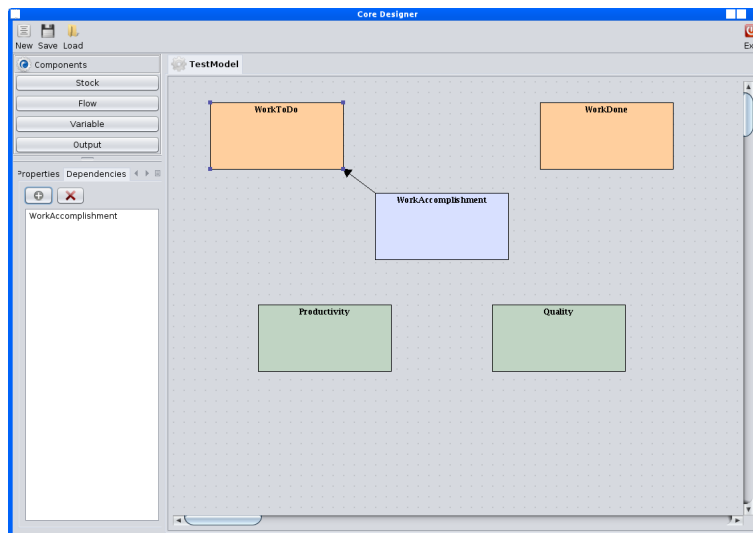 Core Designer
New Save Load
Ex
Components
TestModel
Stock
Flow
Variable
Output
Properties Dependencies
WorkAccomplishment
WorkToDo
WorkDone
WorkAccomplishment
Productivity
Quality